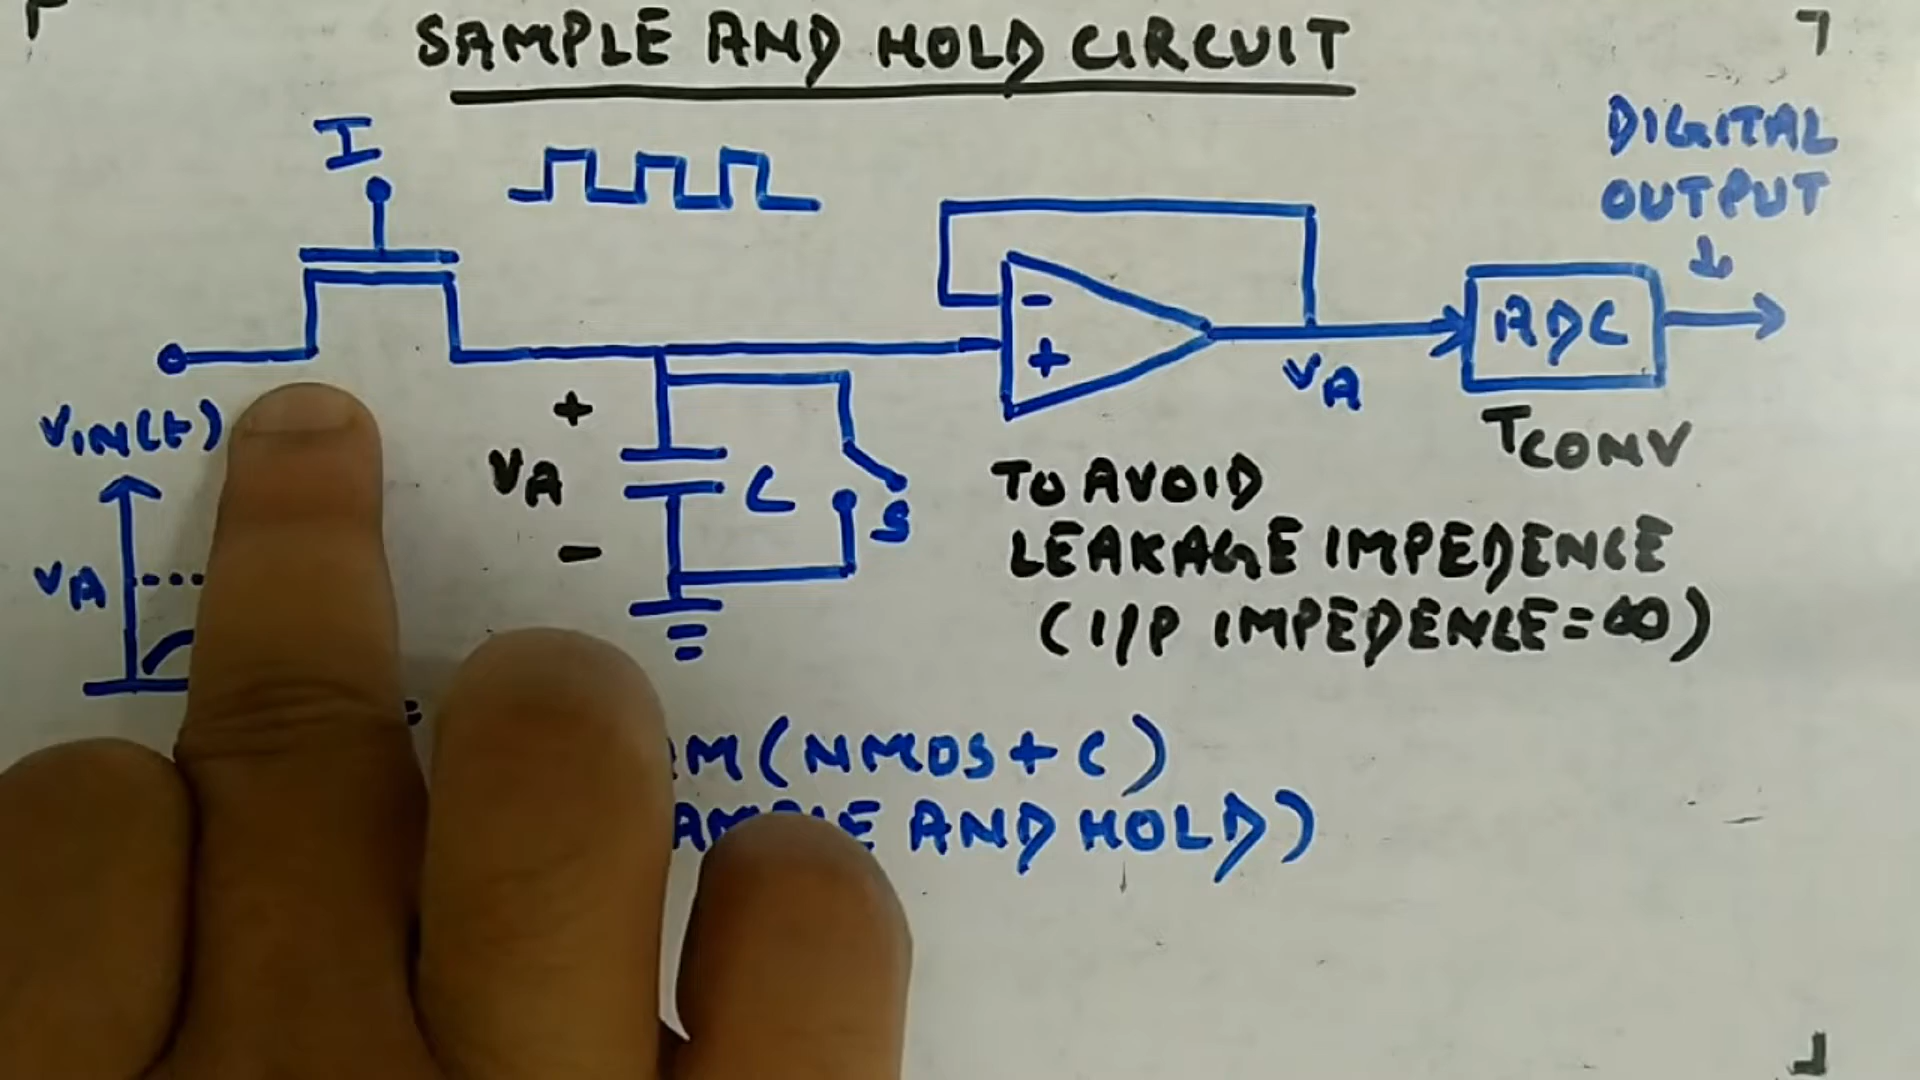 SAMPLE AND HOLD CIRCUIT
I
DIGITAL
OUTPUT
-
+
ADC
VA
VIN(t)
+
VA
-
C
S
TCONV
TO AVOID
LEAKAGE IMPEDENCE
(I/P IMPEDENCE=∞)
VA
=
(NMOS+C)
AND HOLD)